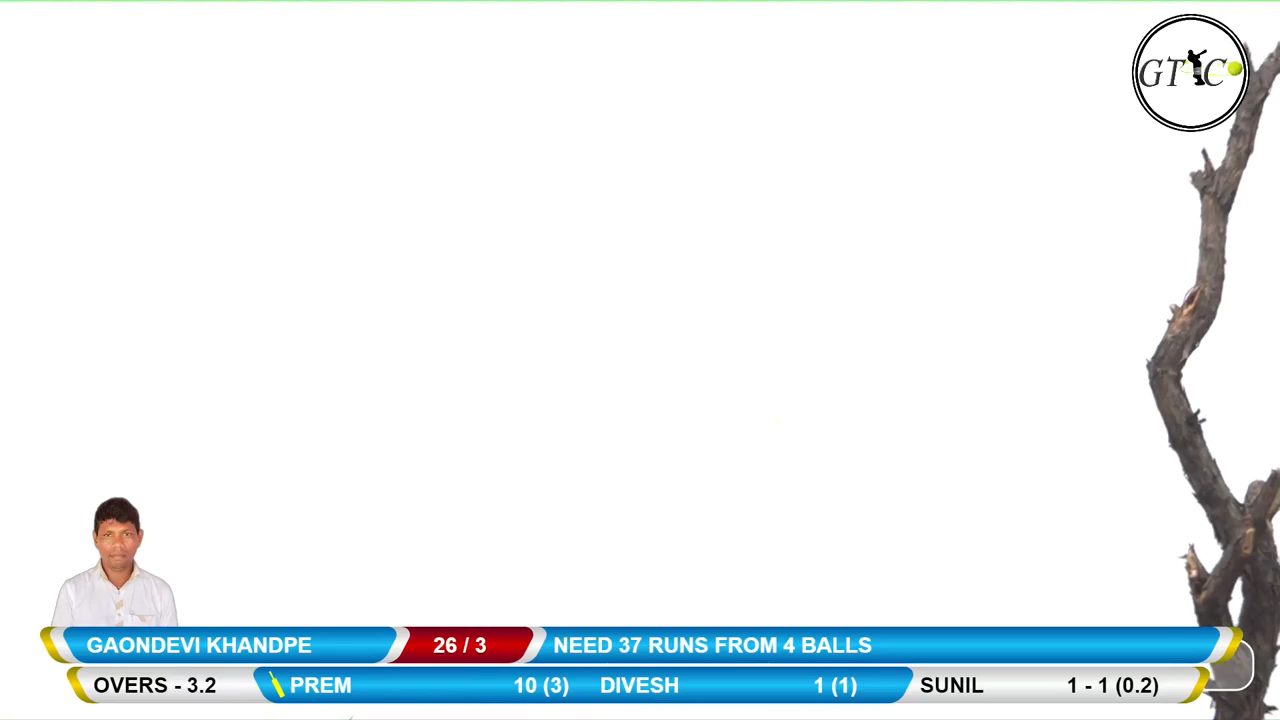 GTC
GAONDEVI KHANDPE 26 / 3 NEED 37 RUNS FROM 4 BALLS
OVERS - 3.2 PREM 10 (3) DIVESH 1 (1) SUNIL 1 - 1 (0.2)